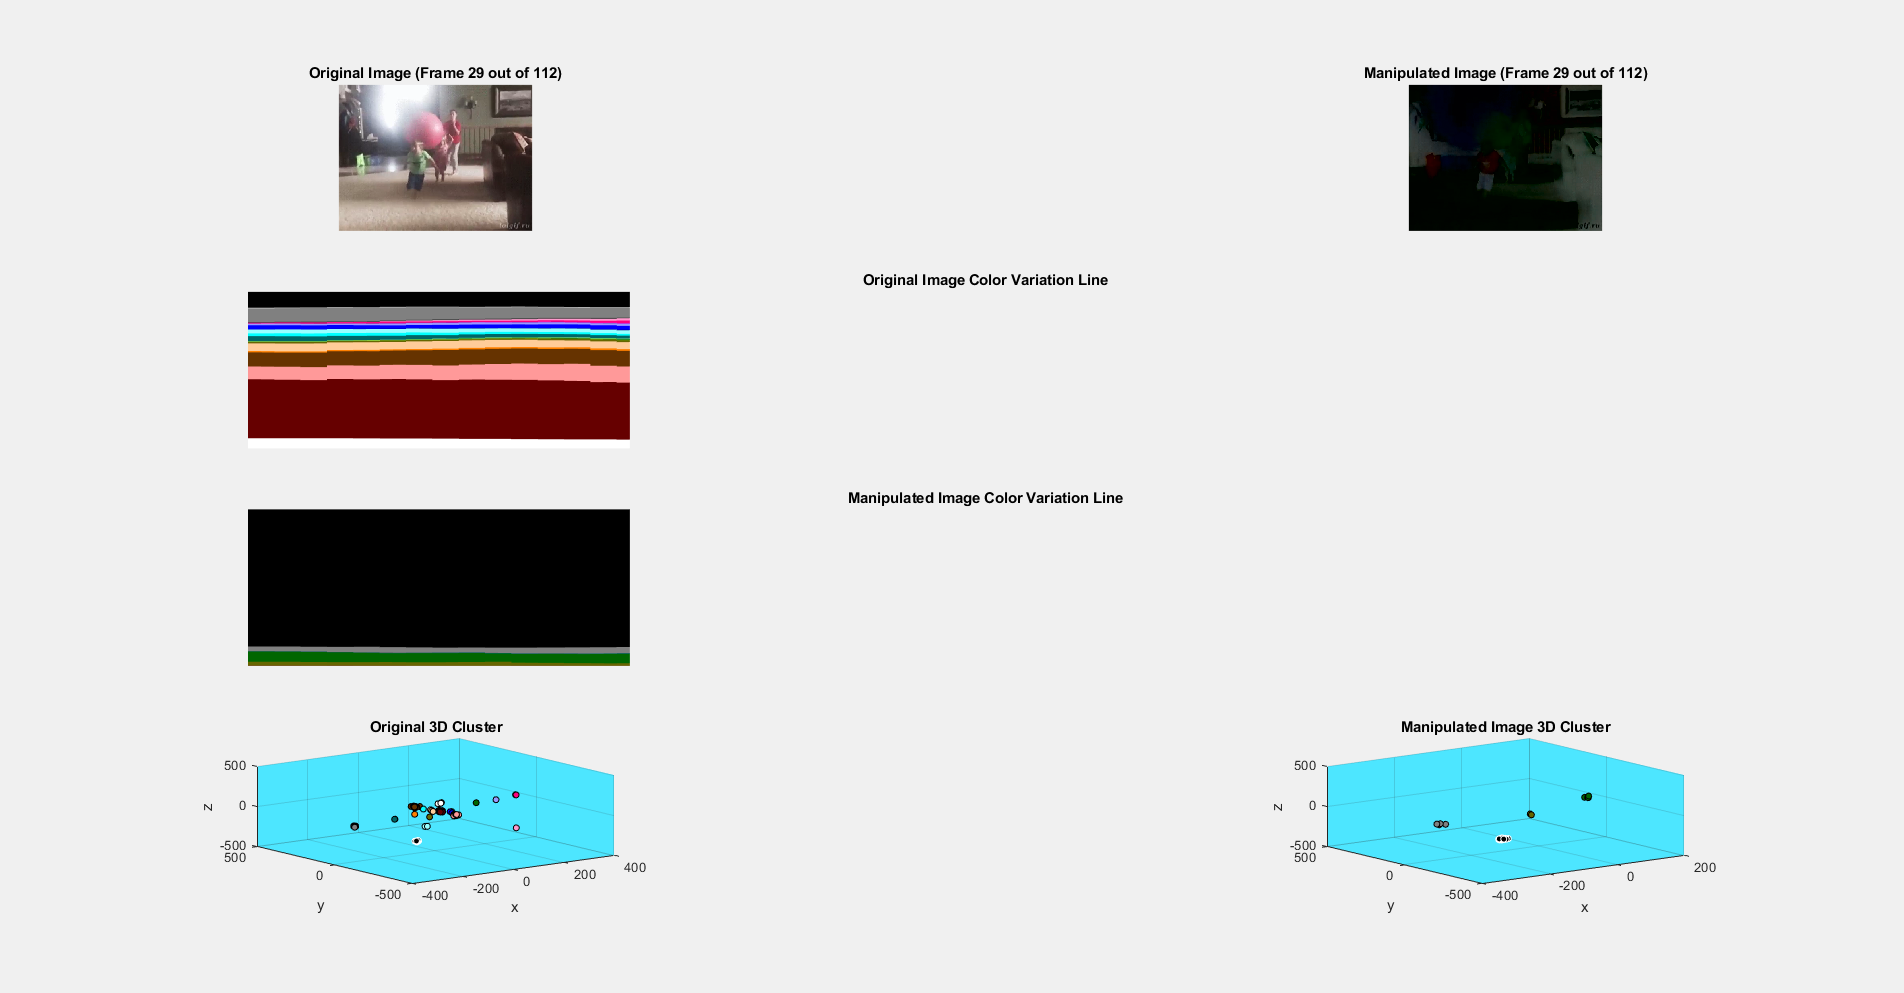 Original Image (Frame 29 out of 112)
Manipulated Image (Frame 29 out of 112)
Original Image Color Variation Line
Manipulated Image Color Variation Line
Original 3D Cluster
500
0
-500
z
500
0
-500
y
-400
-200
0
200
400
x
Manipulated Image 3D Cluster
500
0
-500
z
500
0
-500
y
-400
-200
0
200
x